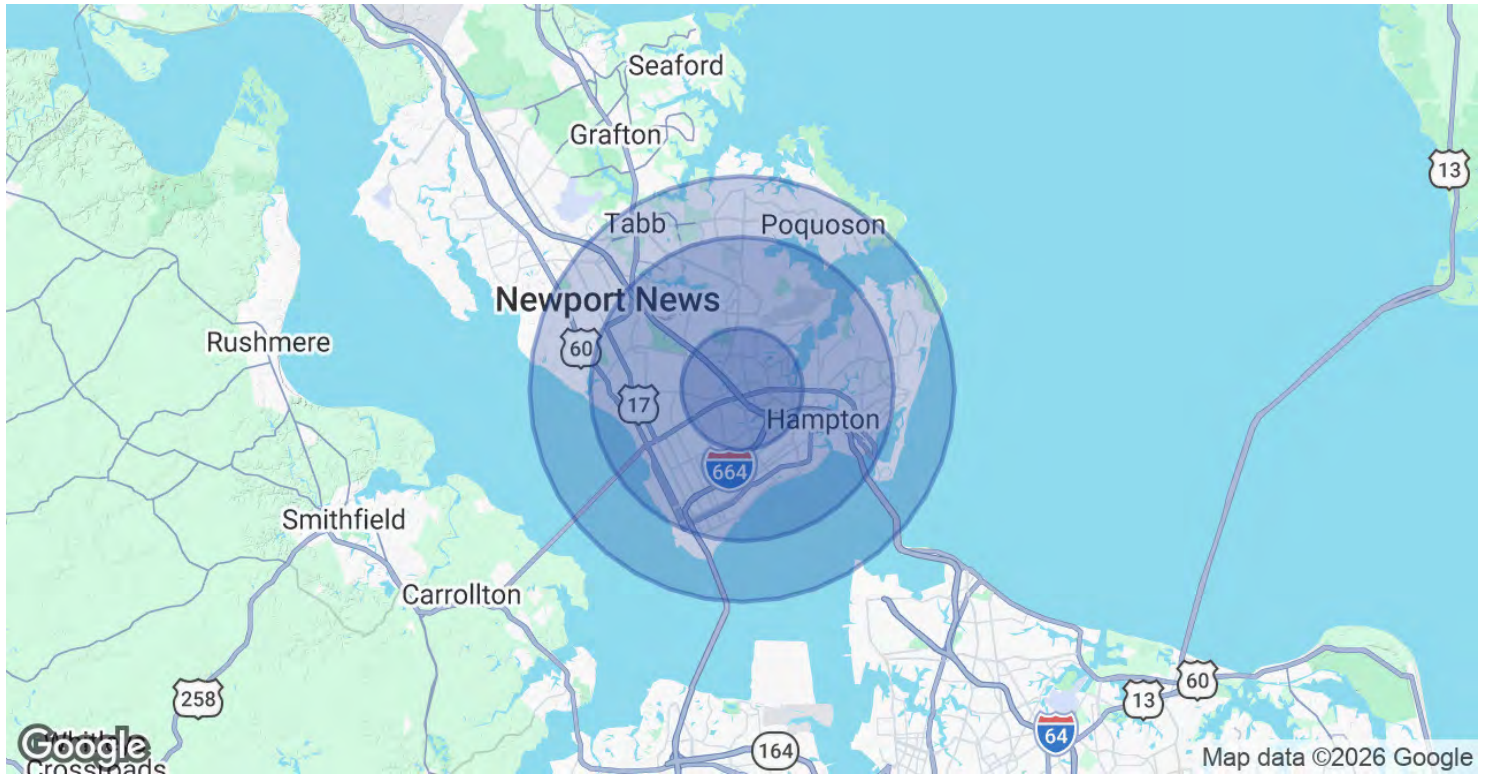 Seaford
Grafton
13
Tabb
Poquoson
Newport News
Rushmere
60
17
Hampton
664
Smithfield
Carrollton
258
13
60
64
164
Google
Crossroads
Map data ©2026 Google